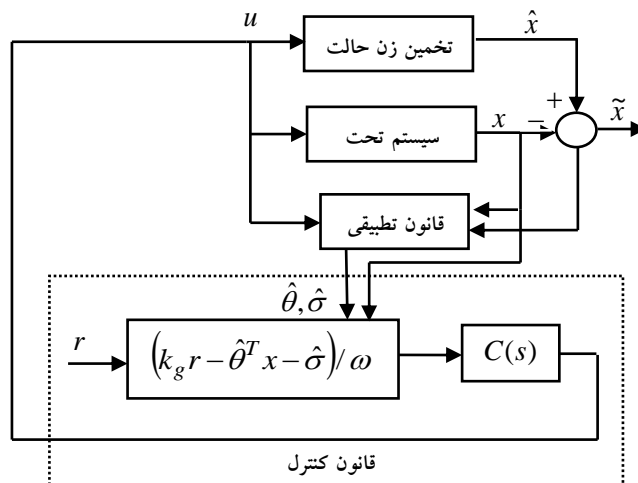 u
تخمین زن حالت
x̂
+
x̃
سیستم تحت
x
−
قانون تطبیقی
θ̂,σ̂
r
(k_g r − θ̂^T x − σ̂)/ω
C(s)
قانون کنترل